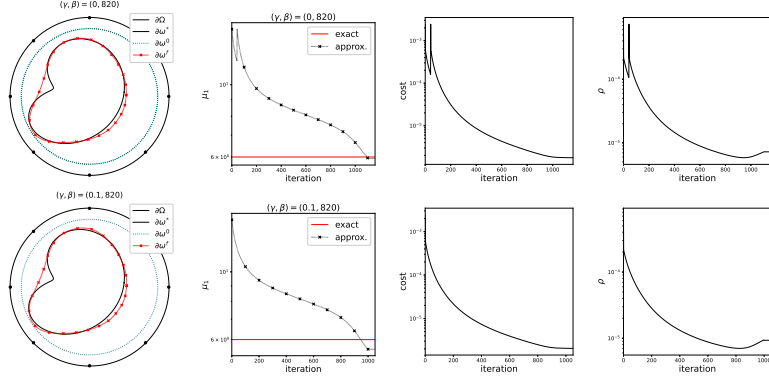 (γ, β) = (0, 820)
∂Ω
∂ω*
∂ω⁰
∂ωᶠ
(γ, β) = (0, 820)
exact
approx.
μ₁
10¹
6 × 10⁰
0 200 400 600 800 1000
iteration
cost
10⁻³
10⁻⁴
10⁻⁵
0 200 400 600 800 1000
iteration
ρ
10⁻⁴
10⁻⁵
0 200 400 600 800 1000
iteration
(γ, β) = (0.1, 820)
∂Ω
∂ω*
∂ω⁰
∂ωᶠ
(γ, β) = (0.1, 820)
exact
approx.
μ₁
10¹
6 × 10⁰
0 200 400 600 800 1000
iteration
cost
10⁻³
10⁻⁴
10⁻⁵
0 200 400 600 800 1000
iteration
ρ
10⁻⁴
10⁻⁵
0 200 400 600 800 1000
iteration